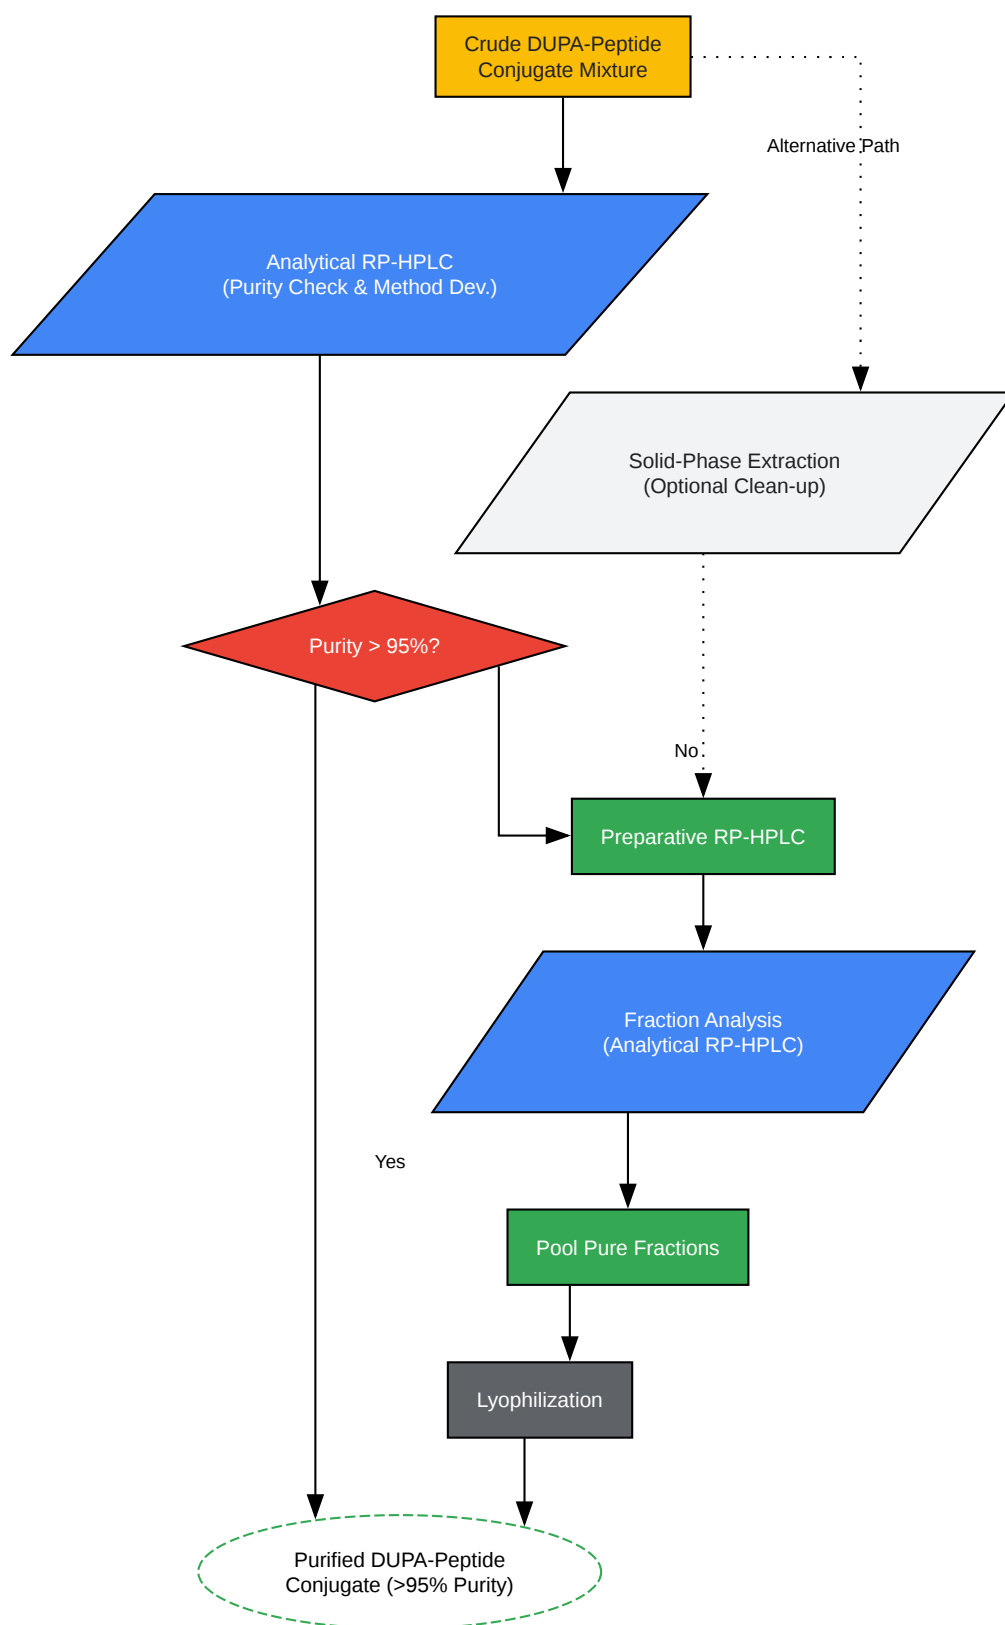 Crude DUPA-Peptide
Conjugate Mixture
Alternative Path
Analytical RP-HPLC
(Purity Check & Method Dev.)
Solid-Phase Extraction
(Optional Clean-up)
Purity > 95%?
No
Preparative RP-HPLC
Fraction Analysis
(Analytical RP-HPLC)
Yes
Pool Pure Fractions
Lyophilization
Purified DUPA-Peptide
Conjugate (>95% Purity)